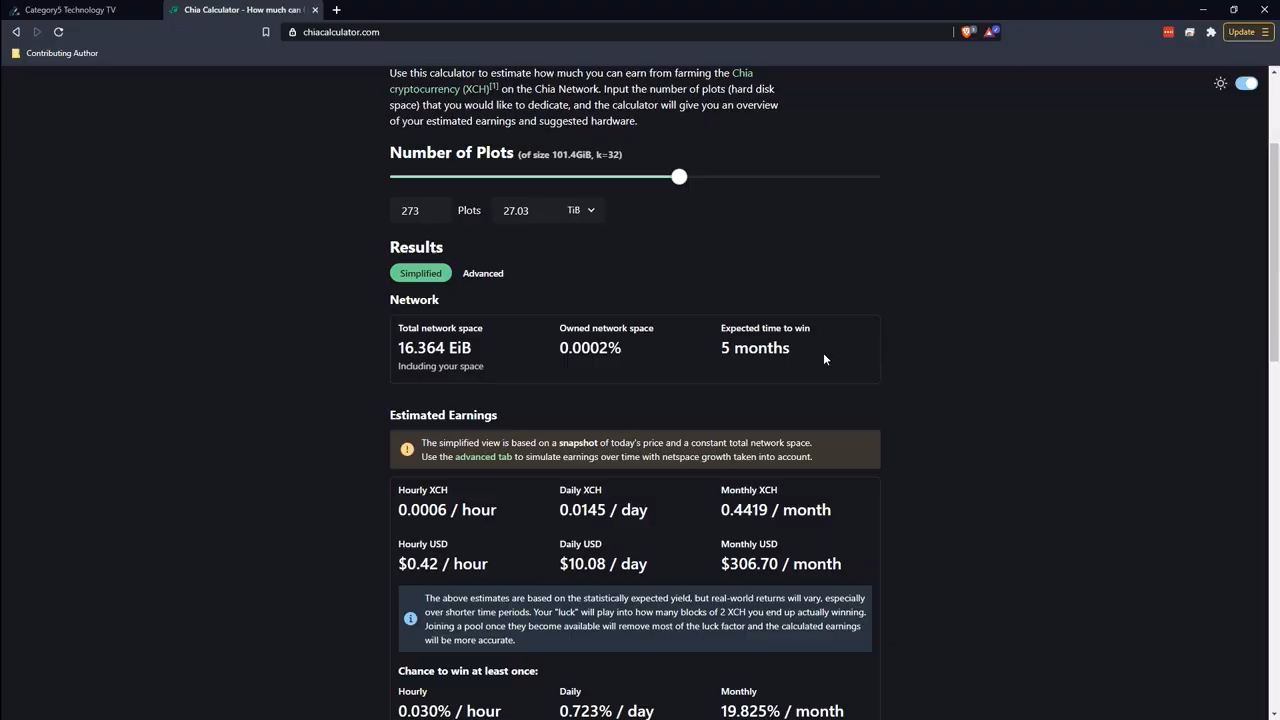 Category5 Technology TV
Chia Calculator - How much can
chiacalculator.com
Update
Contributing Author
Use this calculator to estimate how much you can earn from farming the Chia
cryptocurrency (XCH)[1] on the Chia Network. Input the number of plots (hard disk
space) that you would like to dedicate, and the calculator will give you an overview
of your estimated earnings and suggested hardware.
Number of Plots (of size 101.4GiB, k=32)
273 Plots 27.03 TiB
Results
Simplified Advanced
Network
Total network space Owned network space Expected time to win
16.364 EiB 0.0002% 5 months
Including your space
Estimated Earnings
The simplified view is based on a snapshot of today's price and a constant total network space.
Use the advanced tab to simulate earnings over time with netspace growth taken into account.
Hourly XCH Daily XCH Monthly XCH
0.0006 / hour 0.0145 / day 0.4419 / month
Hourly USD Daily USD Monthly USD
$0.42 / hour $10.08 / day $306.70 / month
The above estimates are based on the statistically expected yield, but real-world returns will vary, especially
over shorter time periods. Your "luck" will play into how many blocks of 2 XCH you end up actually winning.
Joining a pool once they become available will remove most of the luck factor and the calculated earnings
will be more accurate.
Chance to win at least once:
Hourly Daily Monthly
0.030% / hour 0.723% / day 19.825% / month